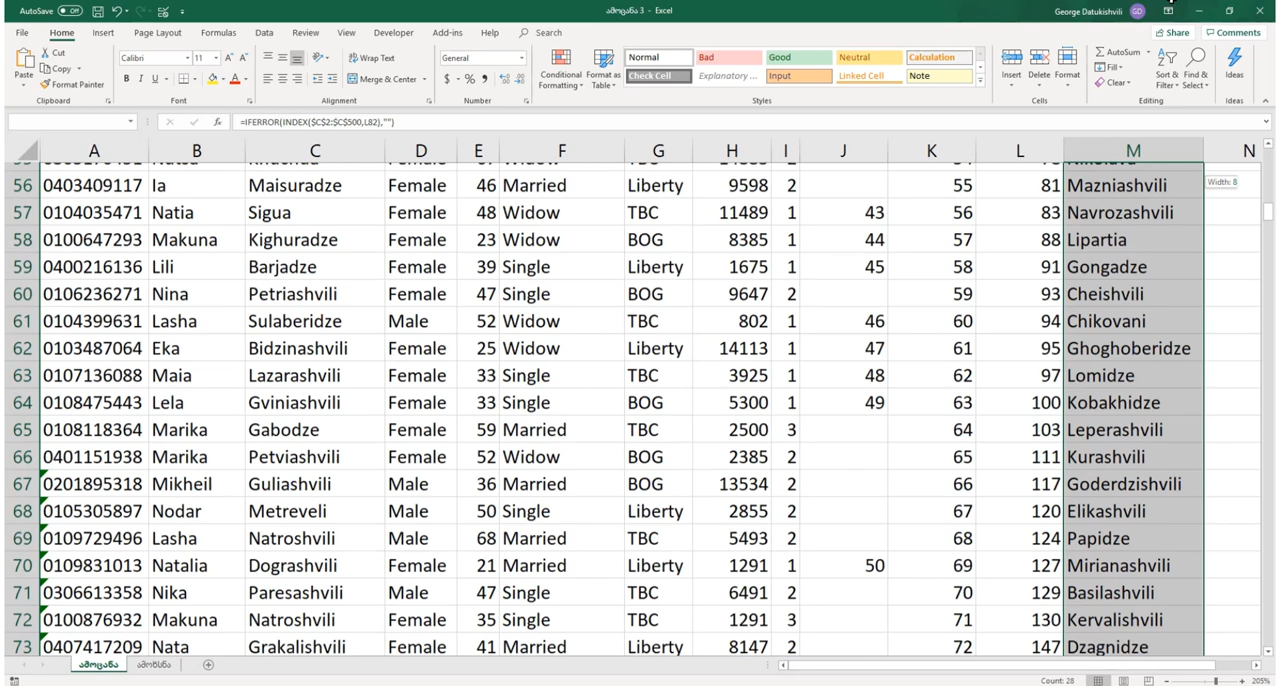 AutoSave Off ამოცანა 3 - Excel George Datukishvili GD
File Home Insert Page Layout Formulas Data Review View Developer Add-ins Help Search Share Comments
Paste Cut Copy Format Painter Clipboard
Calibri 11 A A B I U A Font
Wrap Text Merge & Center Alignment
General $ % Number
Conditional Formatting Format as Table
Normal Bad Good Neutral Calculation
Check Cell Explanatory ... Input Linked Cell Note
Styles
Insert Delete Format Cells
AutoSum Fill Clear Sort & Filter Find & Select Editing
Ideas Ideas
fx =IFERROR(INDEX($C$2:$C$500,L82),"")
A B C D E F G H I J K L M N
56 0403409117 Ia Maisuradze Female 46 Married Liberty 9598 2 55 81 Mazniashvili Width: 8
57 0104035471 Natia Sigua Female 48 Widow TBC 11489 1 43 56 83 Navrozashvili
58 0100647293 Makuna Kighuradze Female 23 Widow BOG 8385 1 44 57 88 Lipartia
59 0400216136 Lili Barjadze Female 39 Single Liberty 1675 1 45 58 91 Gongadze
60 0106236271 Nina Petriashvili Female 47 Single BOG 9647 2 59 93 Cheishvili
61 0104399631 Lasha Sulaberidze Male 52 Widow TBC 802 1 46 60 94 Chikovani
62 0103487064 Eka Bidzinashvili Female 25 Widow Liberty 14113 1 47 61 95 Ghoghoberidze
63 0107136088 Maia Lazarashvili Female 33 Single TBC 3925 1 48 62 97 Lomidze
64 0108475443 Lela Gviniashvili Female 33 Single BOG 5300 1 49 63 100 Kobakhidze
65 0108118364 Marika Gabodze Female 59 Married TBC 2500 3 64 103 Leperashvili
66 0401151938 Marika Petviashvili Female 52 Widow BOG 2385 2 65 111 Kurashvili
67 0201895318 Mikheil Guliashvili Male 36 Married BOG 13534 2 66 117 Goderdzishvili
68 0105305897 Nodar Metreveli Male 50 Single Liberty 2855 2 67 120 Elikashvili
69 0109729496 Lasha Natroshvili Male 68 Married TBC 5493 2 68 124 Papidze
70 0109831013 Natalia Dograshvili Female 21 Married Liberty 1291 1 50 69 127 Mirianashvili
71 0306613358 Nika Paresashvili Male 47 Single TBC 6491 2 70 129 Basilashvili
72 0100876932 Makuna Natroshvili Female 35 Single TBC 1291 3 71 130 Kervalishvili
73 0407417209 Nata Grakalishvili Female 41 Married Liberty 8147 2 72 147 Dzagnidze
ამოცანა ამოხსნა
Count: 28 205%